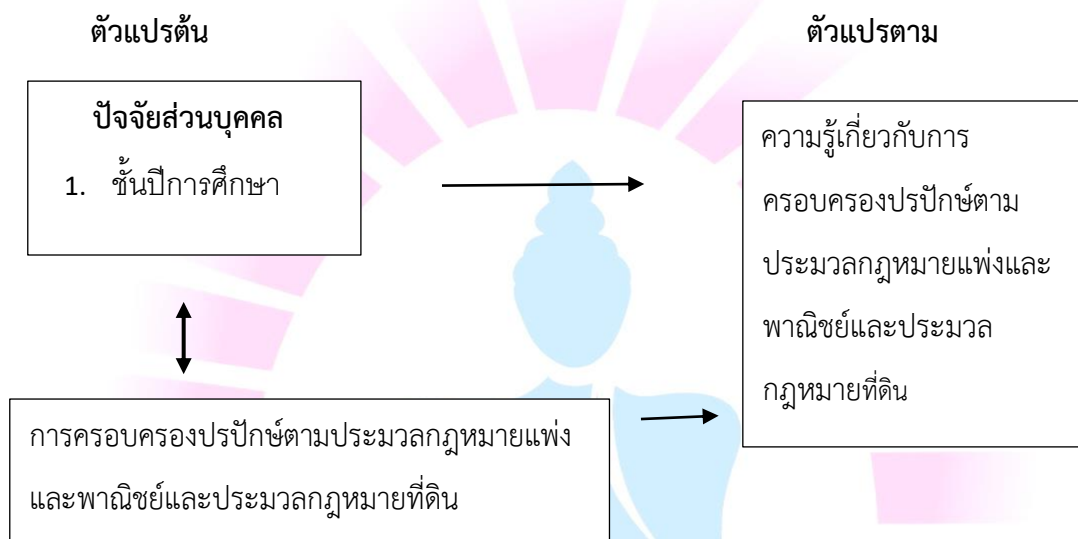 ตัวแปรต้น
ตัวแปรตาม
ปัจจัยส่วนบุคคล
1. ชั้นปีการศึกษา
ความรู้เกี่ยวกับการ
ครอบครองปรปักษ์ตาม
ประมวลกฎหมายแพ่งและ
พาณิชย์และประมวล
กฎหมายที่ดิน
การครอบครองปรปักษ์ตามประมวลกฎหมายแพ่ง
และพาณิชย์และประมวลกฎหมายที่ดิน